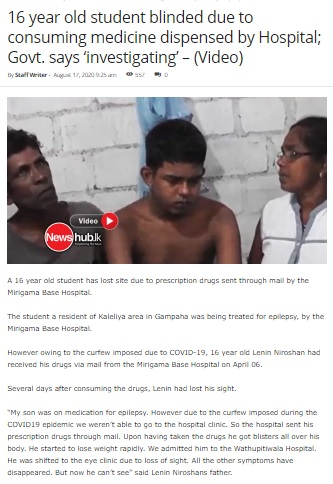 16 year old student blinded due to
consuming medicine dispensed by Hospital;
Govt. says ‘investigating’ – (Video)
By Staff Writer - August 17, 2020 9:25 am 557 0
Video
News hub.lk
A 16 year old student has lost site due to prescription drugs sent through mail by the
Mirigama Base Hospital.
The student a resident of Kaleliya area in Gampaha was being treated for epilepsy, by the
Mirigama Base Hospital.
However owing to the curfew imposed due to COVID-19, 16 year old Lenin Niroshan had
received his drugs via mail from the Mirigama Base Hospital on April 06.
Several days after consuming the drugs, Lenin had lost his sight.
“My son was on medication for epilepsy. However due to the curfew imposed during the
COVID19 epidemic we weren’t able to go to the hospital clinic. So the hospital sent his
prescription drugs through mail. Upon having taken the drugs he got blisters all over his
body. He started to lose weight rapidly. We admitted him to the Wathupitiwala Hospital.
He was shifted to the eye clinic due to loss of sight. All the other symptoms have
disappeared. But now he can’t see” said Lenin Niroshans father.